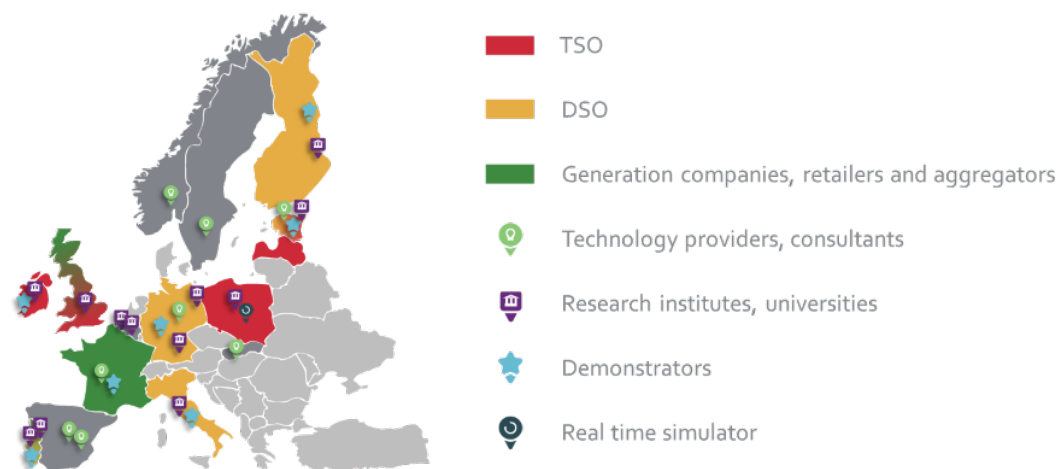 TSO
DSO
Generation companies, retailers and aggregators
Technology providers, consultants
Research institutes, universities
Demonstrators
Real time simulator